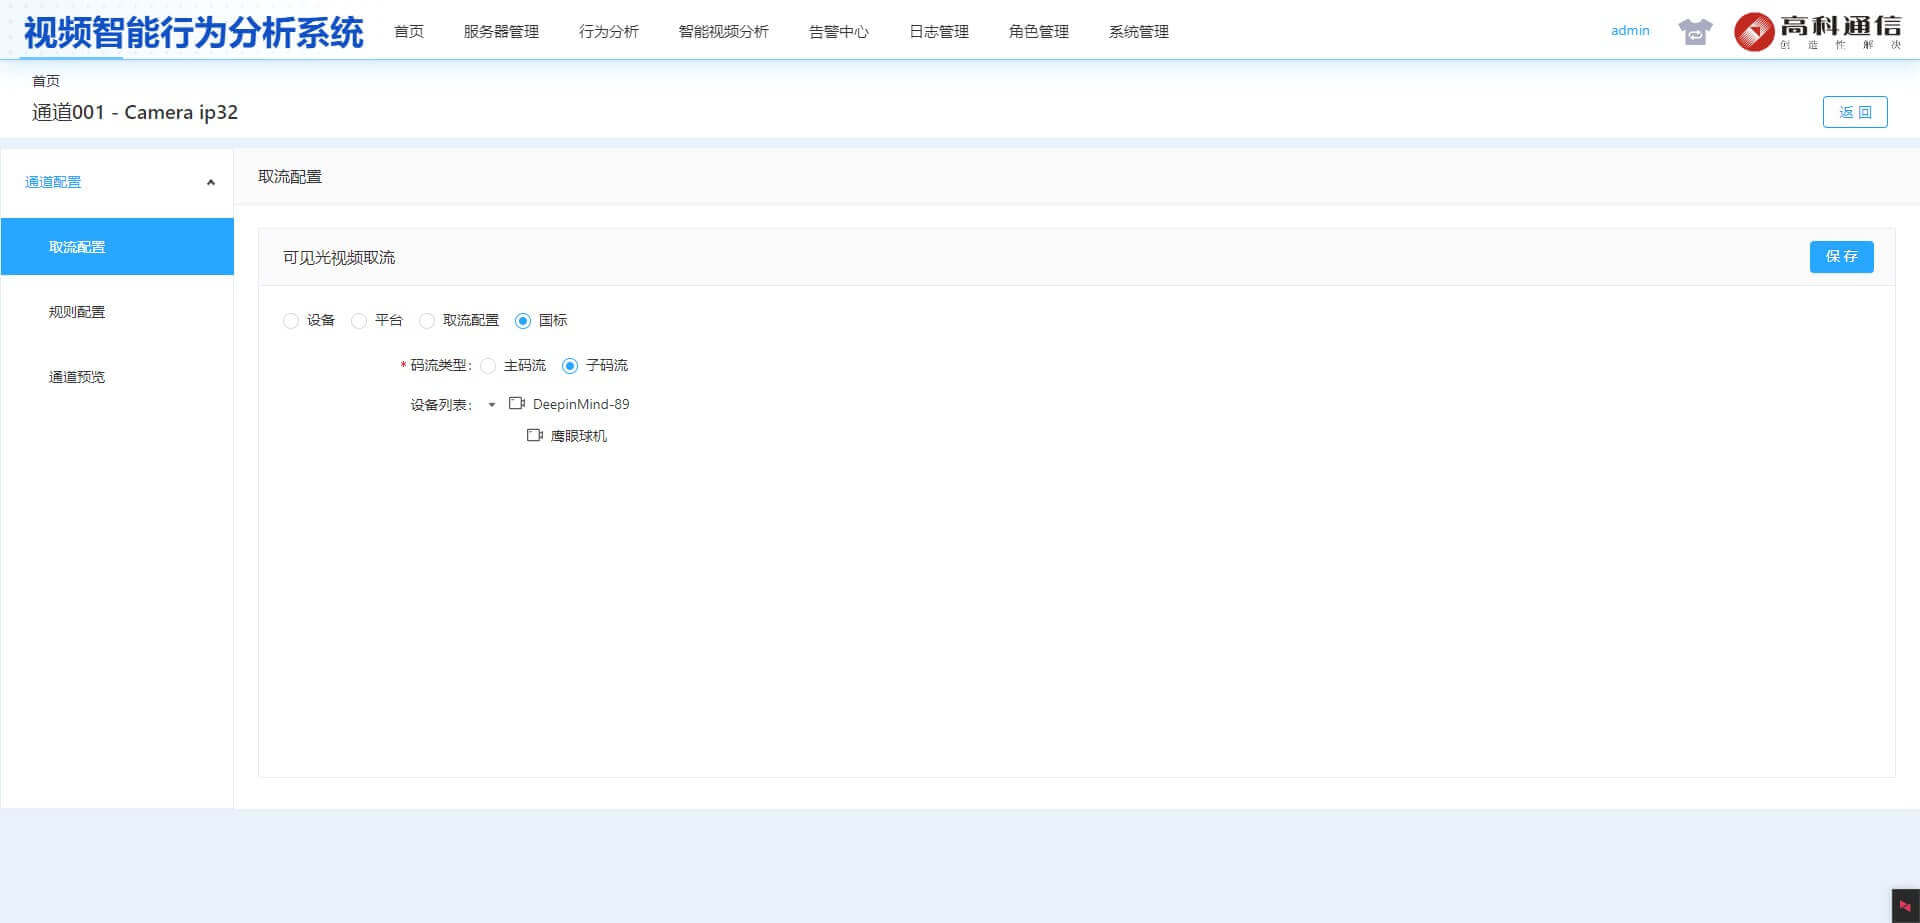 视频智能行为分析系统 首页 服务器管理 行为分析 智能视频分析 告警中心 日志管理 角色管理 系统管理 admin 高科通信
创造性解决
首页
通道001 - Camera ip32
返回
通道配置
取流配置
规则配置
通道预览
取流配置
可见光视频取流
保存
设备 平台 取流配置 国标
*码流类型: 主码流 子码流
设备列表: DeepinMind-89
鹰眼球机